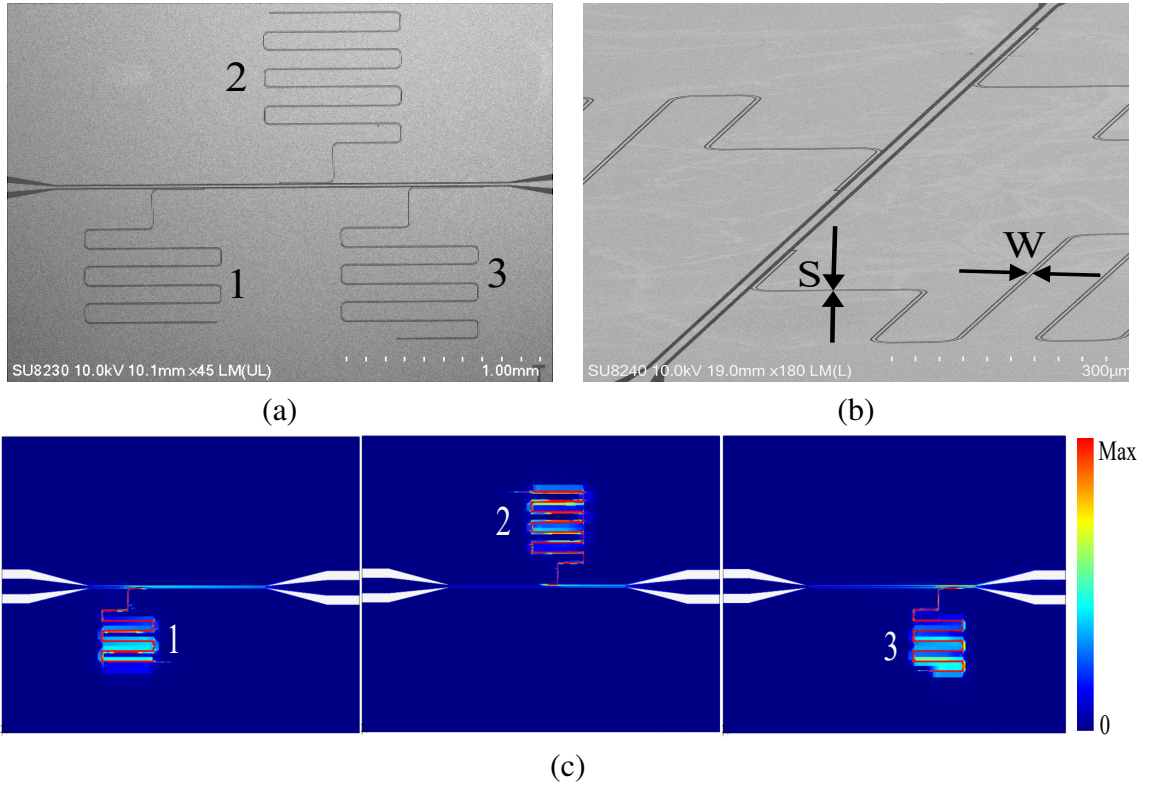 2
1
3
SU8230 10.0kV 10.1mm x45 LM(UL) 1.00mm
(a)
W
S
SU8240 10.0kV 19.0mm x180 LM(L) 300µm
(b)
1
2
3
Max
0
(c)